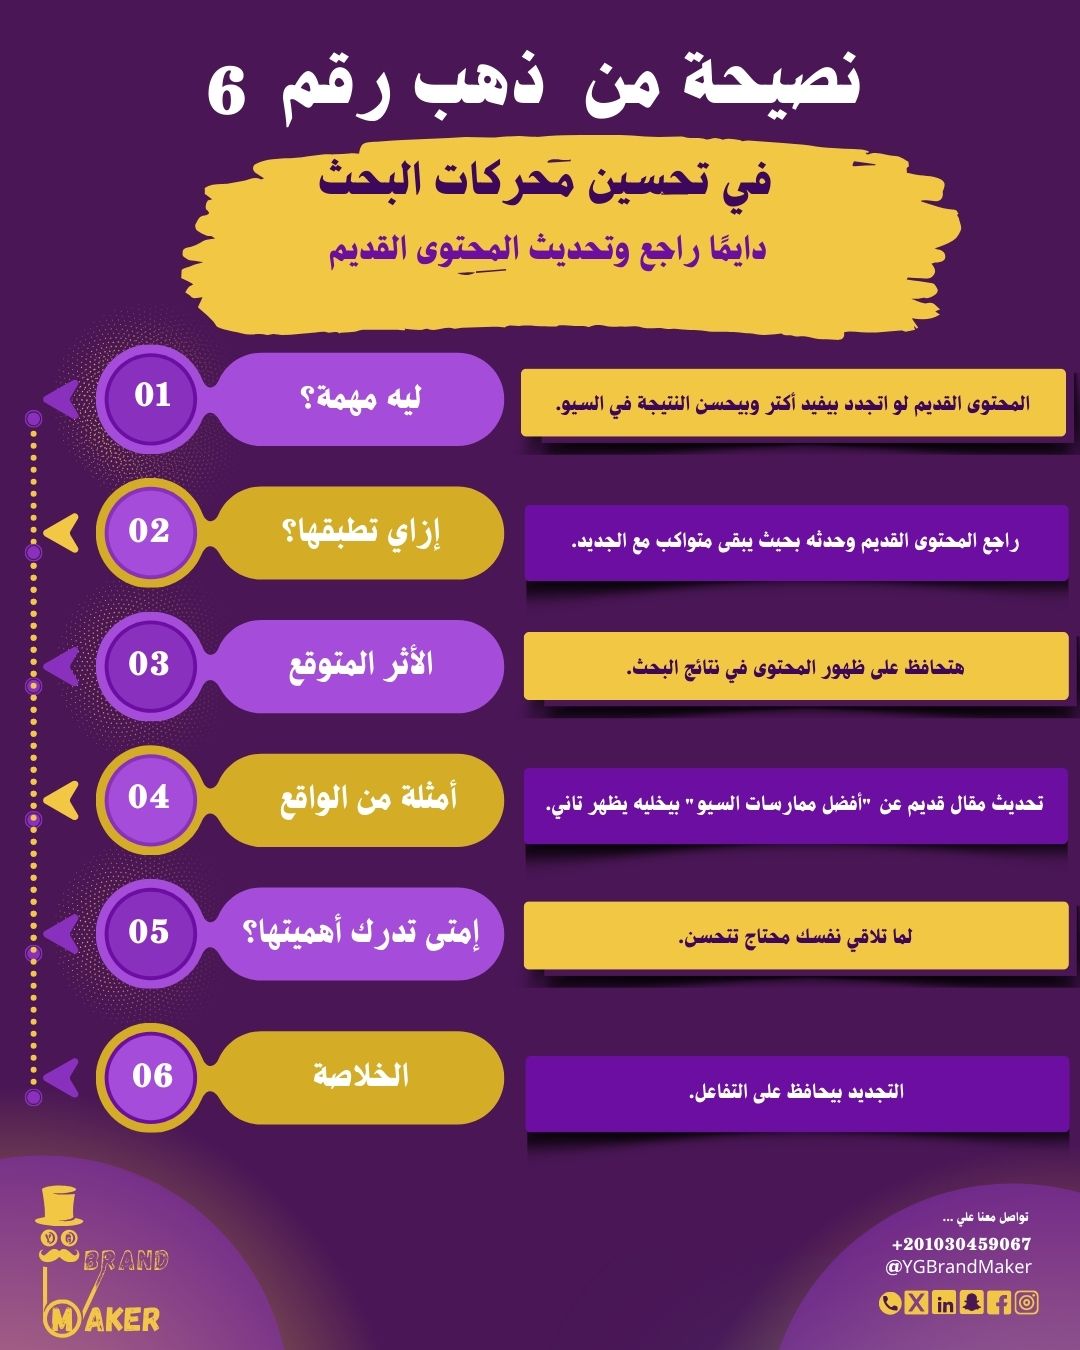 نصيحة من ذهب رقم 6
في تحسين محركات البحث
دايمًا راجع وتحديث المحتوى القديم
01
ليه مهمة؟
المحتوى القديم لو اتجدد بيفيد أكتر وبيحسن النتيجة في السيو.
02
إزاي تطبقها؟
راجع المحتوى القديم وحدثه بحيث يبقى متواكب مع الجديد.
03
الأثر المتوقع
هتحافظ على ظهور المحتوى في نتائج البحث.
04
أمثلة من الواقع
تحديث مقال قديم عن "أفضل ممارسات السيو" بيخليه يظهر تاني.
05
إمتى تدرك أهميتها؟
لما تلاقي نفسك محتاج تتحسن.
06
الخلاصة
التجديد بيحافظ على التفاعل.
BRAND
MAKER
تواصل معنا علي ...
+201030459067
@YGBrandMaker